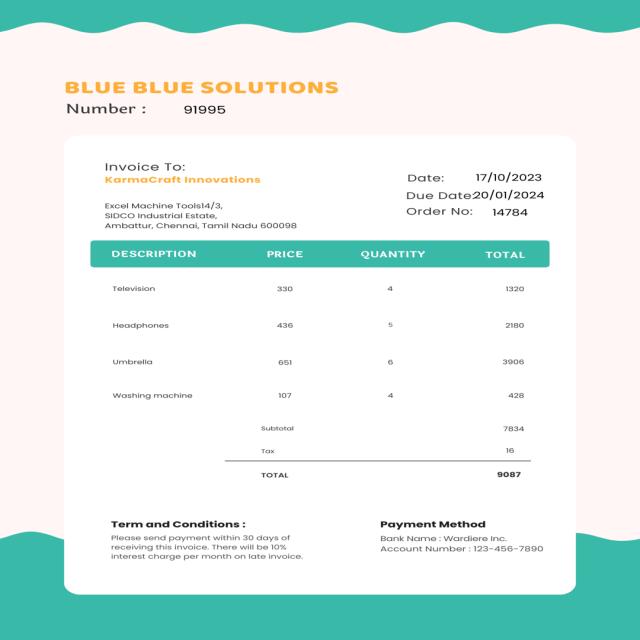 BLUE BLUE SOLUTIONS
Number : 91995
Invoice To:
KarmaCraft Innovations
Excel Machine Tools14/3,
SIDCO Industrial Estate,
Ambattur, Chennai, Tamil Nadu 600098
Date: 17/10/2023
Due Date: 20/01/2024
Order No: 14784
DESCRIPTION PRICE QUANTITY TOTAL
Television 330 4 1320
Headphones 436 5 2180
Umbrella 651 6 3906
Washing machine 107 4 428
Subtotal 7834
Tax 16
TOTAL 9087
Term and Conditions :
Please send payment within 30 days of
receiving this invoice. There will be 10%
interest charge per month on late invoice.
Payment Method
Bank Name : Wardiere Inc.
Account Number : 123-456-7890